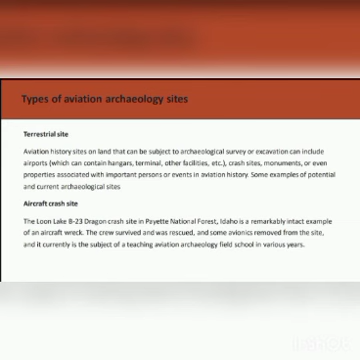 Types of aviation archaeology sites
Terrestrial site
Aviation history sites on land that can be subject to archaeological survey or excavation can include
airports (which can contain hangars, terminal, other facilities, etc.), crash sites, monuments, or even
properties associated with important persons or events in aviation history. Some examples of potential
and current archaeological sites
Aircraft crash site
The Loon Lake B-23 Dragon crash site in Payette National Forest, Idaho is a remarkably intact example
of an aircraft wreck. The crew survived and was rescued, and some avionics removed from the site,
and it currently is the subject of a teaching aviation archaeology field school in various years.